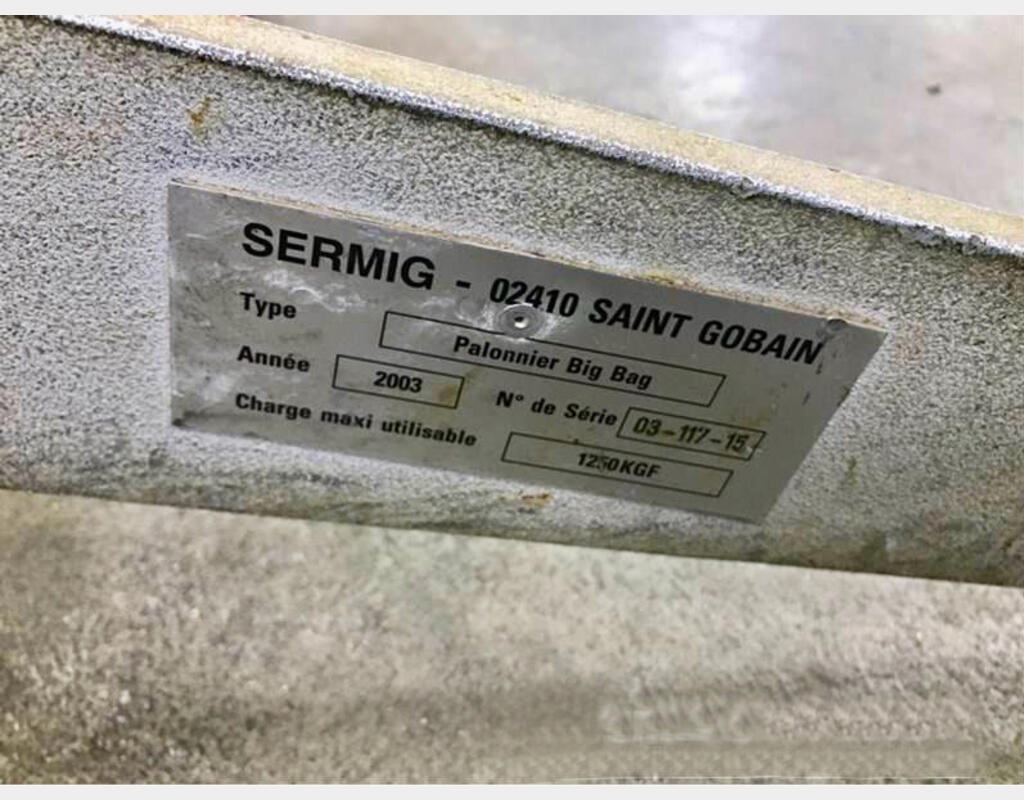 SERMIG - 02410 SAINT GOBAIN
Type Palonnier Big Bag
Année 2003 N° de Série 03-117-15
Charge maxi utilisable 1250KGF